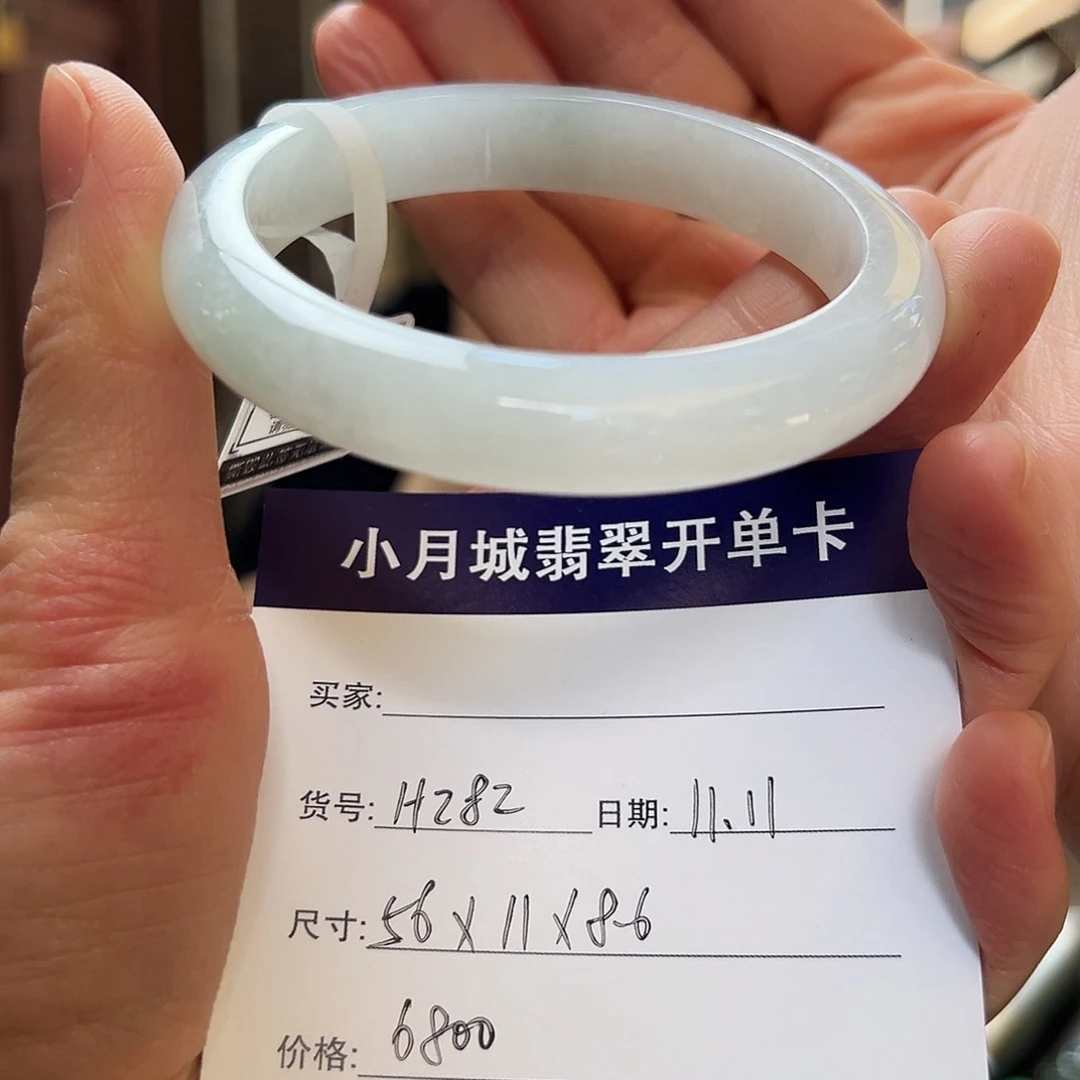 小月城翡翠开单卡
买家:
货号: H282 日期: 11.11
尺寸: 56 X 11 X 8.6
价格: 6800